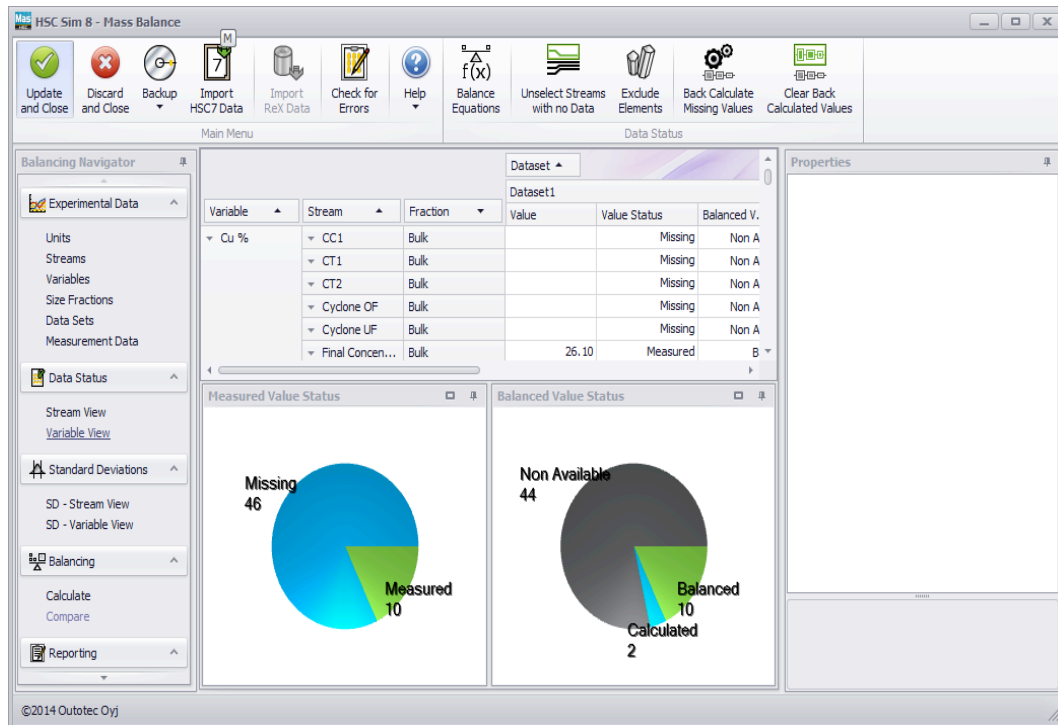 Mas
HSC Sim 8 - Mass Balance
M
7
f(x)
Update and Close
Discard and Close
Backup
Import HSC7 Data
Import ReX Data
Check for Errors
Help
Balance Equations
Unselect Streams with no Data
Exclude Elements
Back Calculate Missing Values
Clear Back Calculated Values
Main Menu
Data Status
Balancing Navigator
Experimental Data
Units
Streams
Variables
Size Fractions
Data Sets
Measurement Data
Data Status
Stream View
Variable View
Standard Deviations
SD - Stream View
SD - Variable View
Balancing
Calculate
Compare
Reporting
Dataset
Dataset1
Variable Stream Fraction Value Value Status Balanced V.
Cu % CC1 Bulk Missing Non A
CT1 Bulk Missing Non A
CT2 Bulk Missing Non A
Cyclone OF Bulk Missing Non A
Cyclone UF Bulk Missing Non A
Final Concen... Bulk 26.10 Measured B
Measured Value Status
Missing
46
Measured
10
Balanced Value Status
Non Available
44
Balanced
10
Calculated
2
Properties
©2014 Outotec Oyj